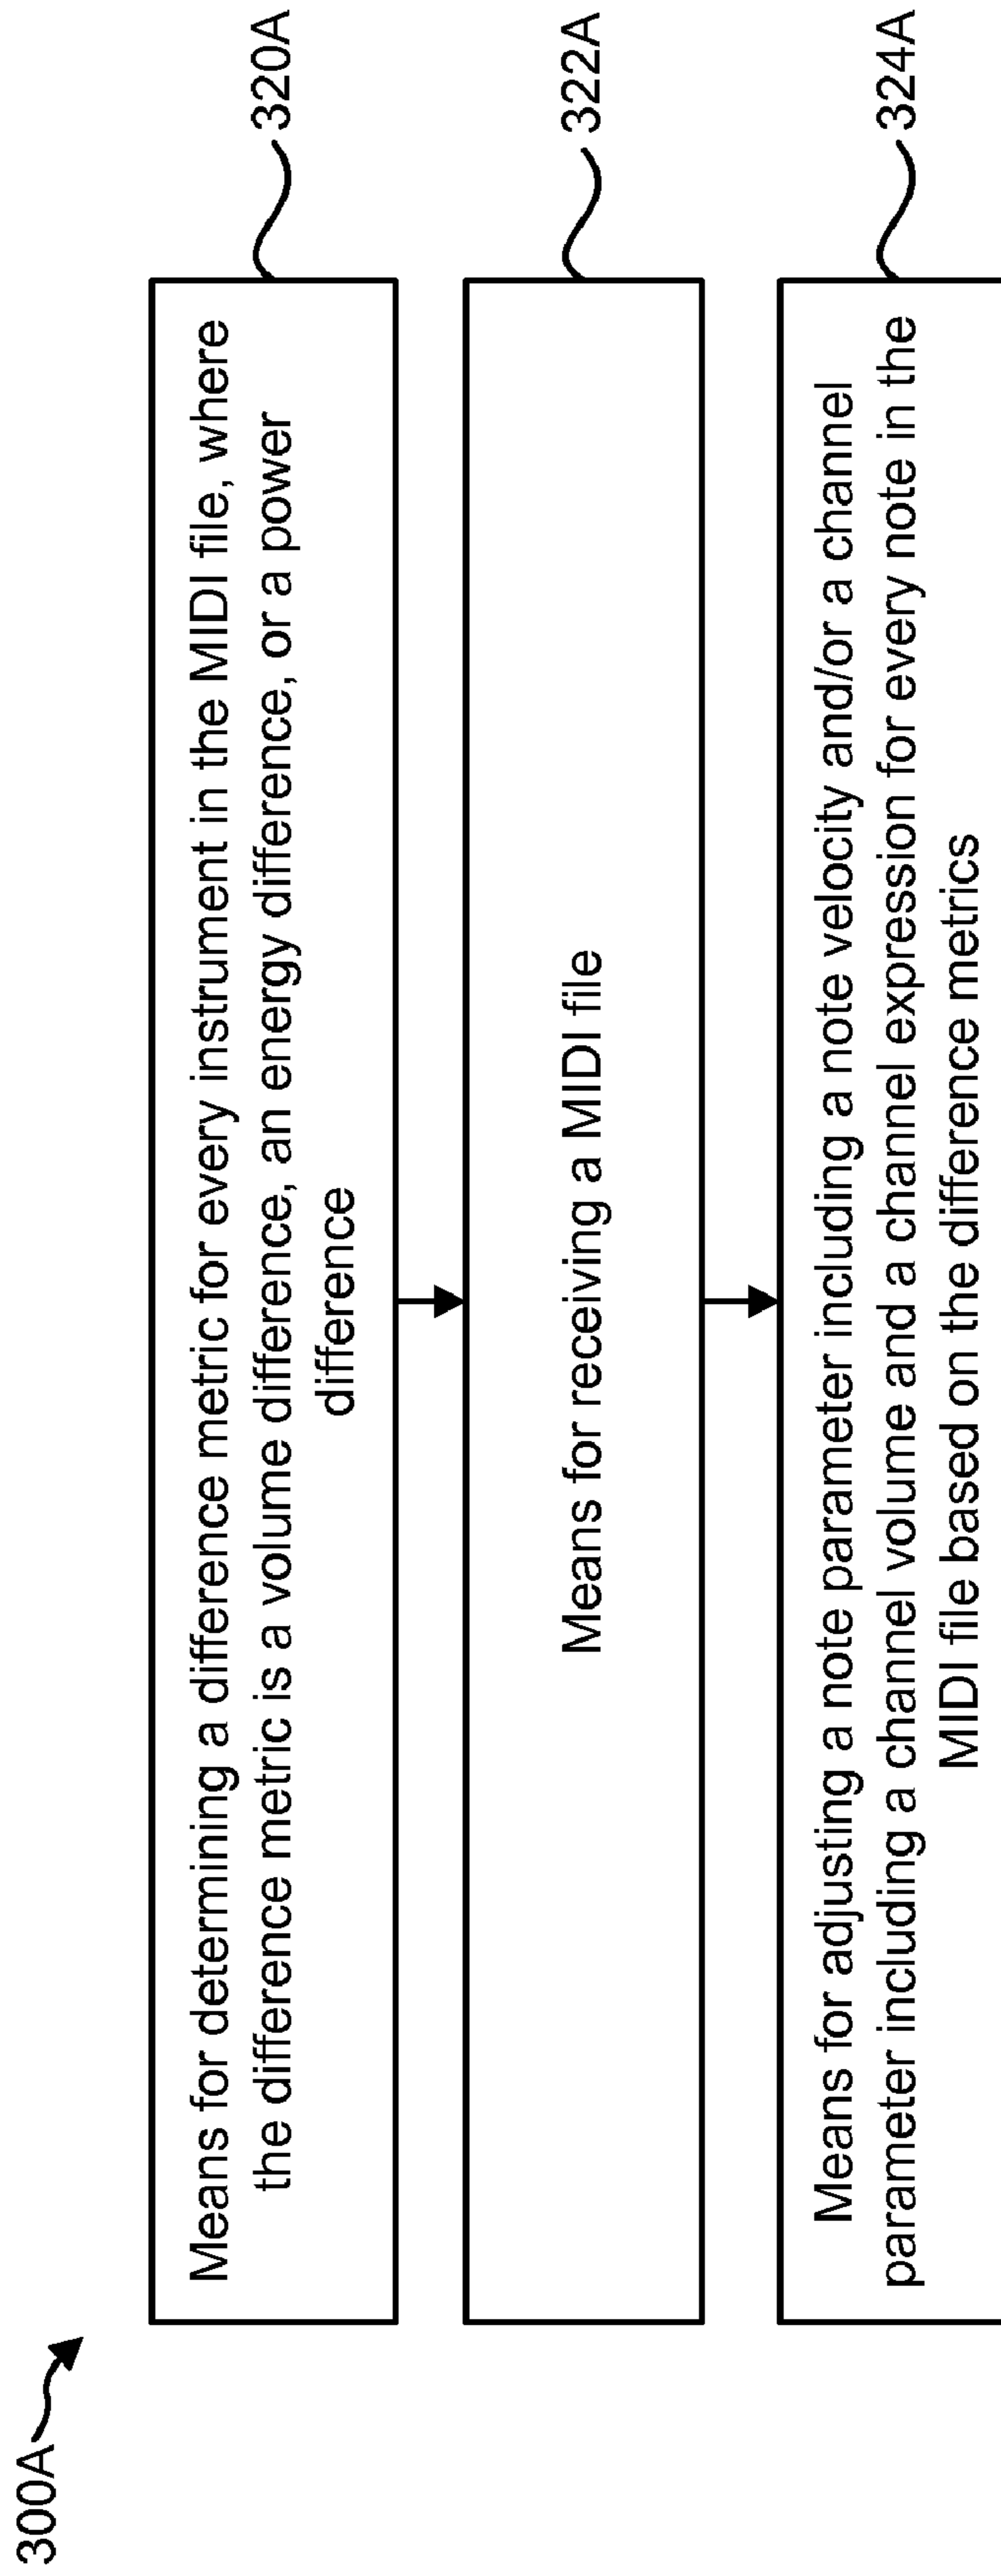 300A
Means for determining a difference metric for every instrument in the MIDI file, where
the difference metric is a volume difference, an energy difference, or a power
difference
320A
Means for receiving a MIDI file
322A
Means for adjusting a note parameter including a note velocity and/or a channel
parameter including a channel volume and a channel expression for every note in the
MIDI file based on the difference metrics
324A